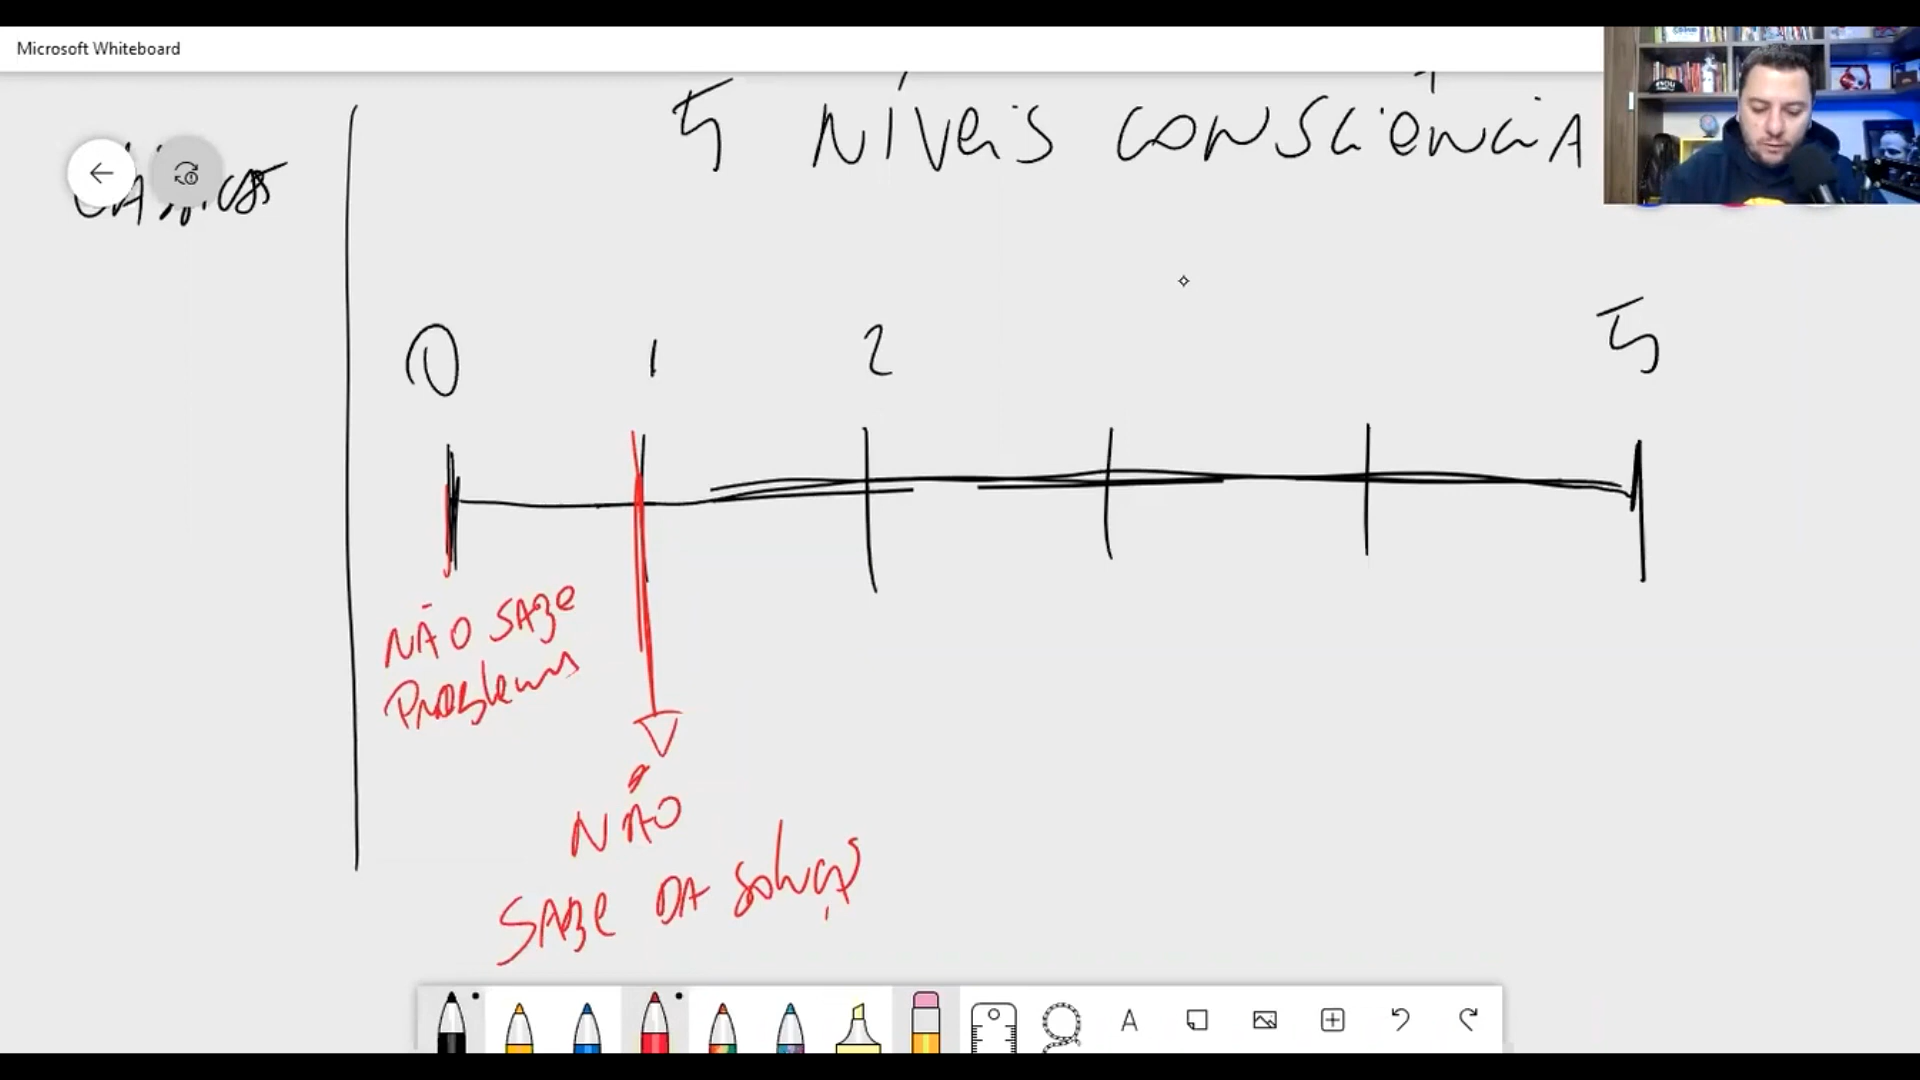 Microsoft Whiteboard
5 Níveis consciência
0 1 2 5
NÃO SABE
Problema
NÃO
SABE DA Solução
A